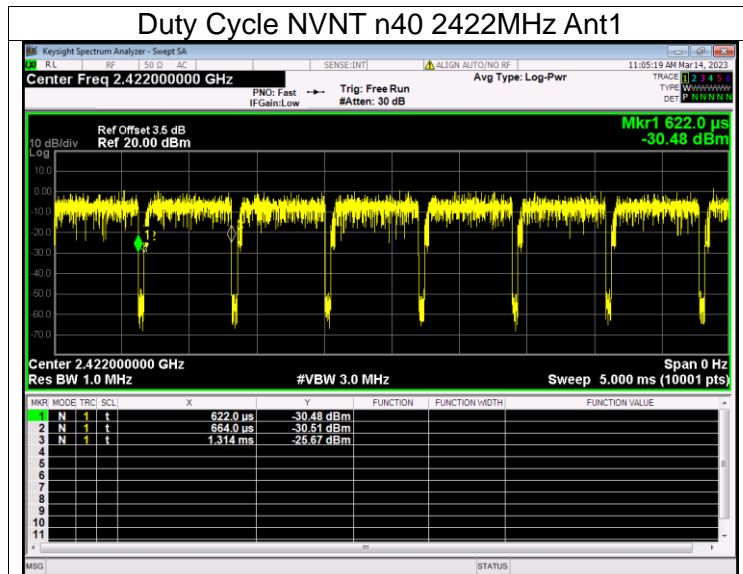 Duty Cycle NVNT n40 2422MHz Ant1
Keysight Spectrum Analyzer - Swept SA
RL RF 50 Ω AC SENSE:INT ALIGN AUTO/NO RF 11:05:19 AM Mar 14, 2023
Center Freq 2.422000000 GHz Avg Type: Log-Pwr TRACE 1 2 3 4 5 6
PNO: Fast Trig: Free Run TYPE WWWWWW
IFGain:Low #Atten: 30 dB DET P NNNNN
Mkr1 622.0 µs
Ref Offset 3.5 dB
10 dB/div Ref 20.00 dBm -30.48 dBm
Log
10.0
0.00
-10.0
-20.0
-30.0
-40.0
-50.0
-60.0
-70.0
Center 2.422000000 GHz Span 0 Hz
Res BW 1.0 MHz #VBW 3.0 MHz Sweep 5.000 ms (10001 pts)
MKR MODE TRC SCL X Y FUNCTION FUNCTION WIDTH FUNCTION VALUE
1 N 1 t 622.0 µs -30.48 dBm
2 N 1 t 664.0 µs -30.51 dBm
3 N 1 t 1.314 ms -25.67 dBm
4
5
6
7
8
9
10
11
MSG STATUS